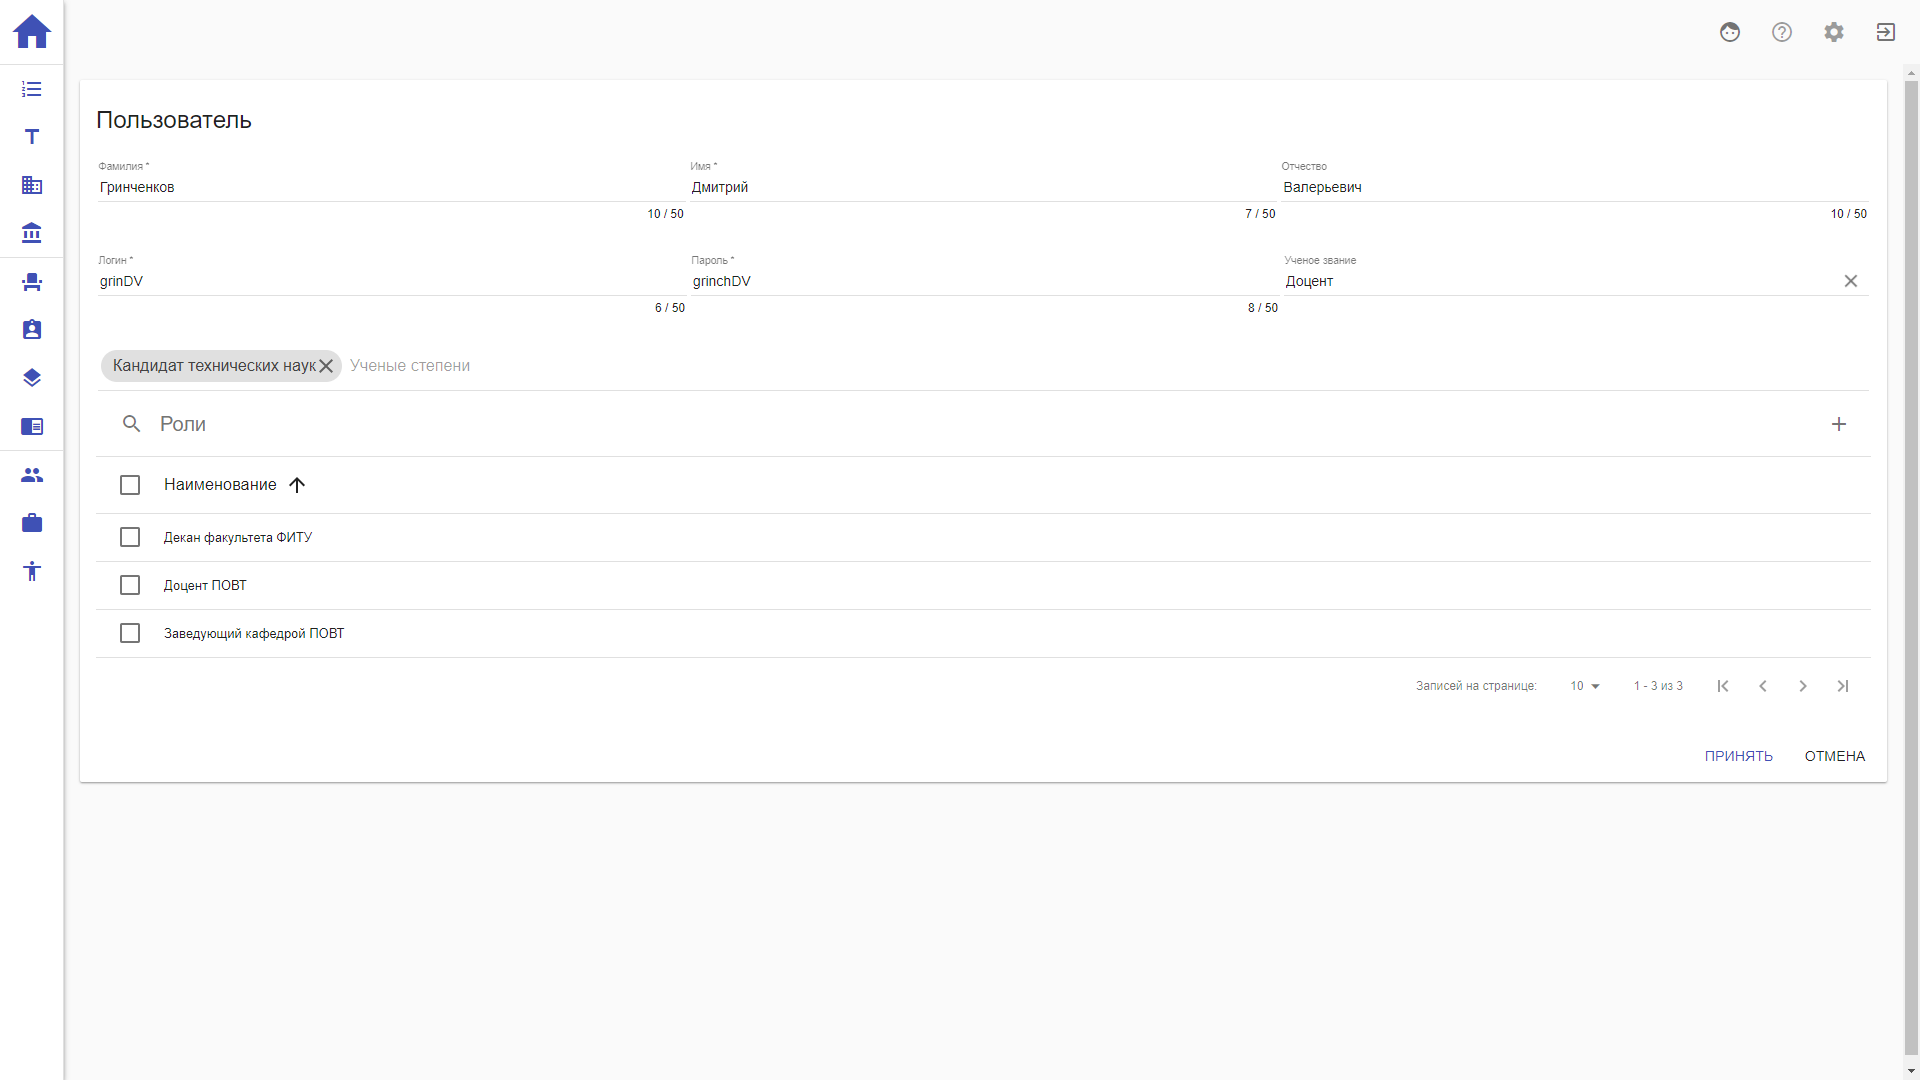 Пользователь
Фамилия * Имя * Отчество
Гринченков Дмитрий Валерьевич
10 / 50 7 / 50 10 / 50
Логин * Пароль * Ученое звание
grinDV grinchDV Доцент
6 / 50 8 / 50
Кандидат технических наук Ученые степени
Роли
Наименование
Декан факультета ФИТУ
Доцент ПОВТ
Заведующий кафедрой ПОВТ
Записей на странице: 10 1 - 3 из 3
ПРИНЯТЬ ОТМЕНА